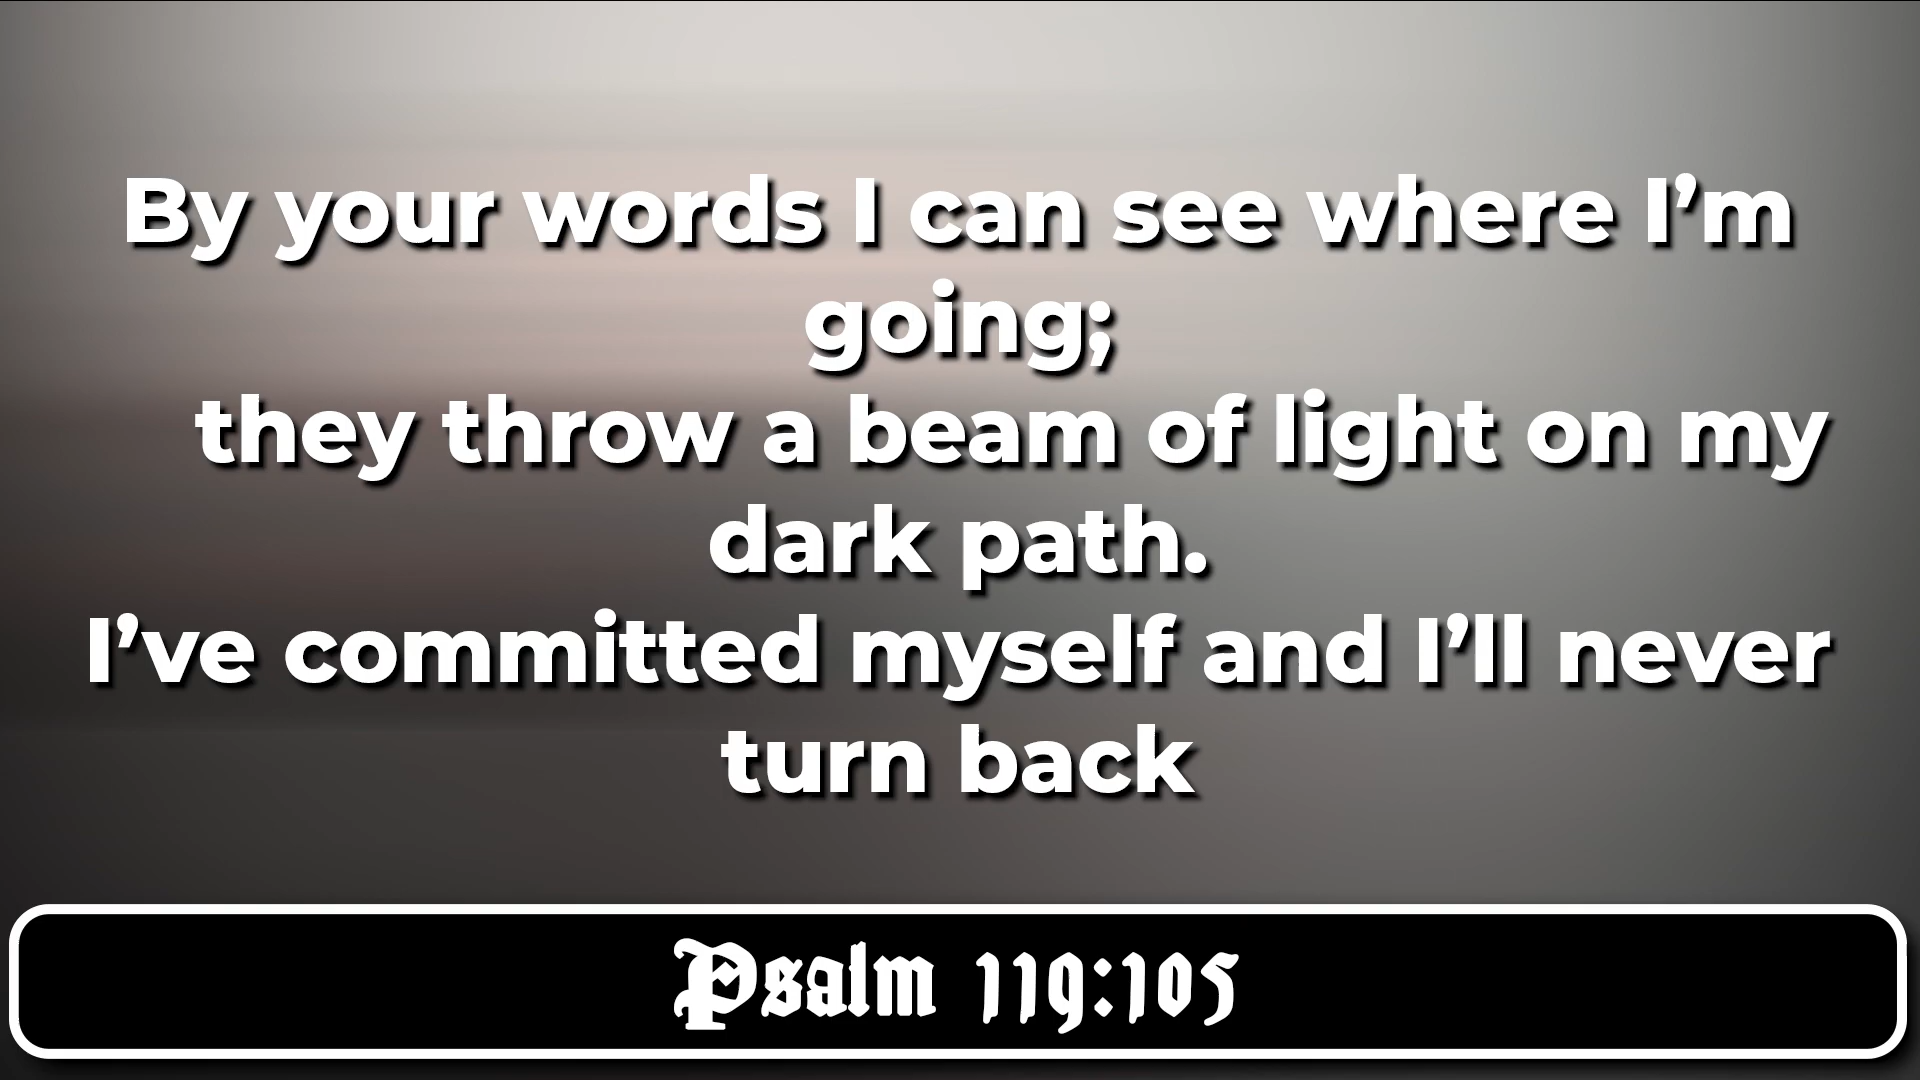 By your words I can see where I’m
going;
they throw a beam of light on my
dark path.
I’ve committed myself and I’ll never
turn back
Psalm 119:105